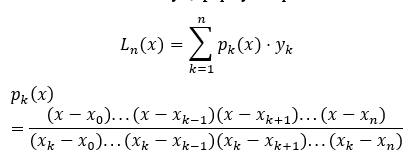 L_n(x) = \sum_{k=1}^{n} p_k(x) \cdot y_k
p_k(x)
= \frac{(x - x_0)\ldots(x - x_{k-1})(x - x_{k+1})\ldots(x - x_n)}{(x_k - x_0)\ldots(x_k - x_{k-1})(x_k - x_{k+1})\ldots(x_k - x_n)}